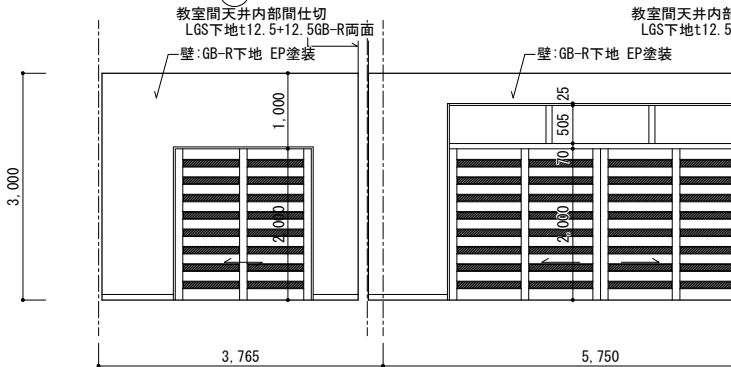 教室間天井内部間仕切
LGS下地t12.5+12.5GB-R両面
壁:GB-R下地 EP塗装
教室間天井内部
LGS下地t12.5
壁:GB-R下地 EP塗装
3,000
1,000
2,000
25
505
70
2,000
3,765
5,750